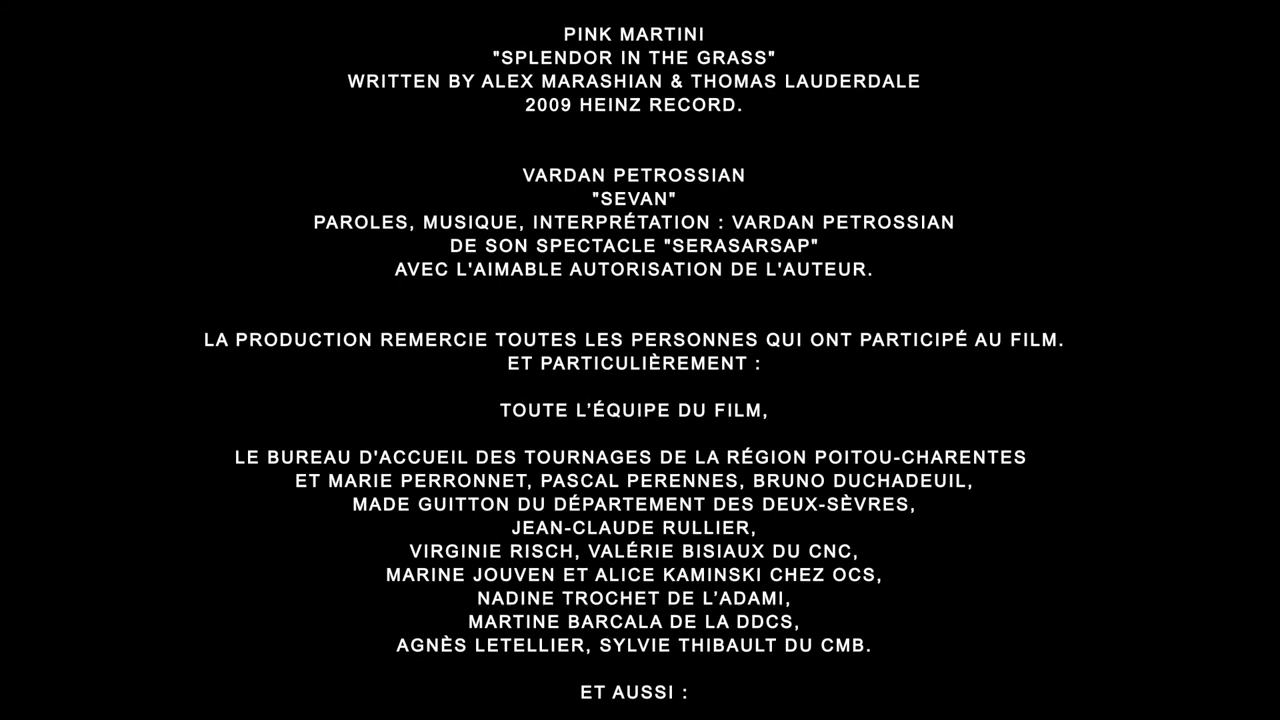 PINK MARTINI
"SPLENDOR IN THE GRASS"
WRITTEN BY ALEX MARASHIAN & THOMAS LAUDERDALE
2009 HEINZ RECORD.
VARDAN PETROSSIAN
"SEVAN"
PAROLES, MUSIQUE, INTERPRÉTATION : VARDAN PETROSSIAN
DE SON SPECTACLE "SERASARSAP"
AVEC L'AIMABLE AUTORISATION DE L'AUTEUR.
LA PRODUCTION REMERCIE TOUTES LES PERSONNES QUI ONT PARTICIPÉ AU FILM.
ET PARTICULIÈREMENT :
TOUTE L’ÉQUIPE DU FILM,
LE BUREAU D'ACCUEIL DES TOURNAGES DE LA RÉGION POITOU-CHARENTES
ET MARIE PERRONNET, PASCAL PERENNES, BRUNO DUCHADEUIL,
MADE GUITTON DU DÉPARTEMENT DES DEUX-SÈVRES,
JEAN-CLAUDE RULLIER,
VIRGINIE RISCH, VALÉRIE BISIAUX DU CNC,
MARINE JOUVEN ET ALICE KAMINSKI CHEZ OCS,
NADINE TROCHET DE L’ADAMI,
MARTINE BARCALA DE LA DDCS,
AGNÈS LETELLIER, SYLVIE THIBAULT DU CMB.
ET AUSSI :